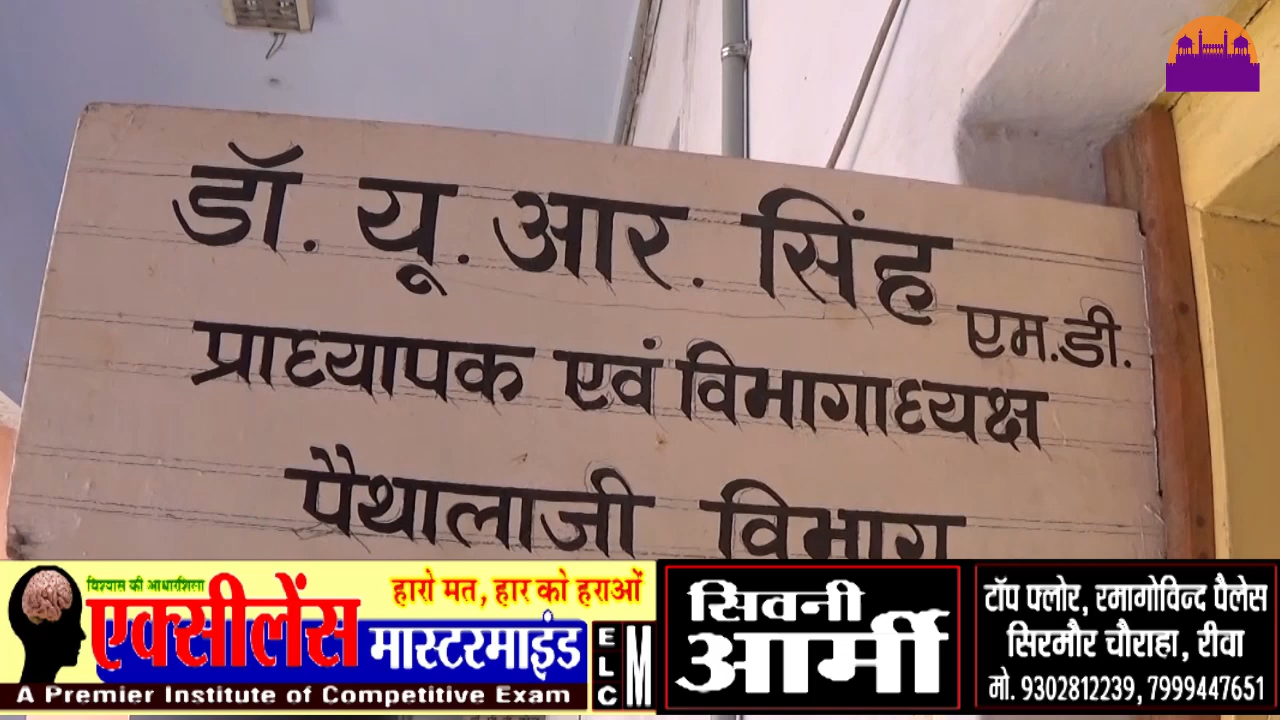 डॉ. यू. आर. सिंह एम.डी.
प्राध्यापक एवं विभागाध्यक्ष
पैथालाजी विभाग
विश्वास की आधारशिला
एक्सीलेंस
हारो मत, हार को हराओं
मास्टरमाइंड
A Premier Institute of Competitive Exam
ELC
M
सिवनी
आर्मी
टॉप फ्लोर, रमागोविन्द पैलेस
सिरमौर चौराहा, रीवा
मो. 9302812239, 7999447651